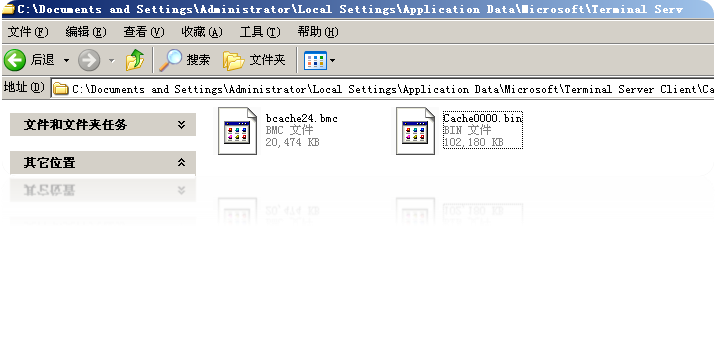 C:\Documents and Settings\Administrator\Local Settings\Application Data\Microsoft\Terminal Serv
文件(F) 编辑(E) 查看(V) 收藏(A) 工具(T) 帮助(H)
后退 搜索 文件夹
地址(D) C:\Documents and Settings\Administrator\Local Settings\Application Data\Microsoft\Terminal Server Client\Ca
文件和文件夹任务
其它位置
bcache24.bmc
BMC 文件
20,474 KB
Cache0000.bin
BIN 文件
102,180 KB